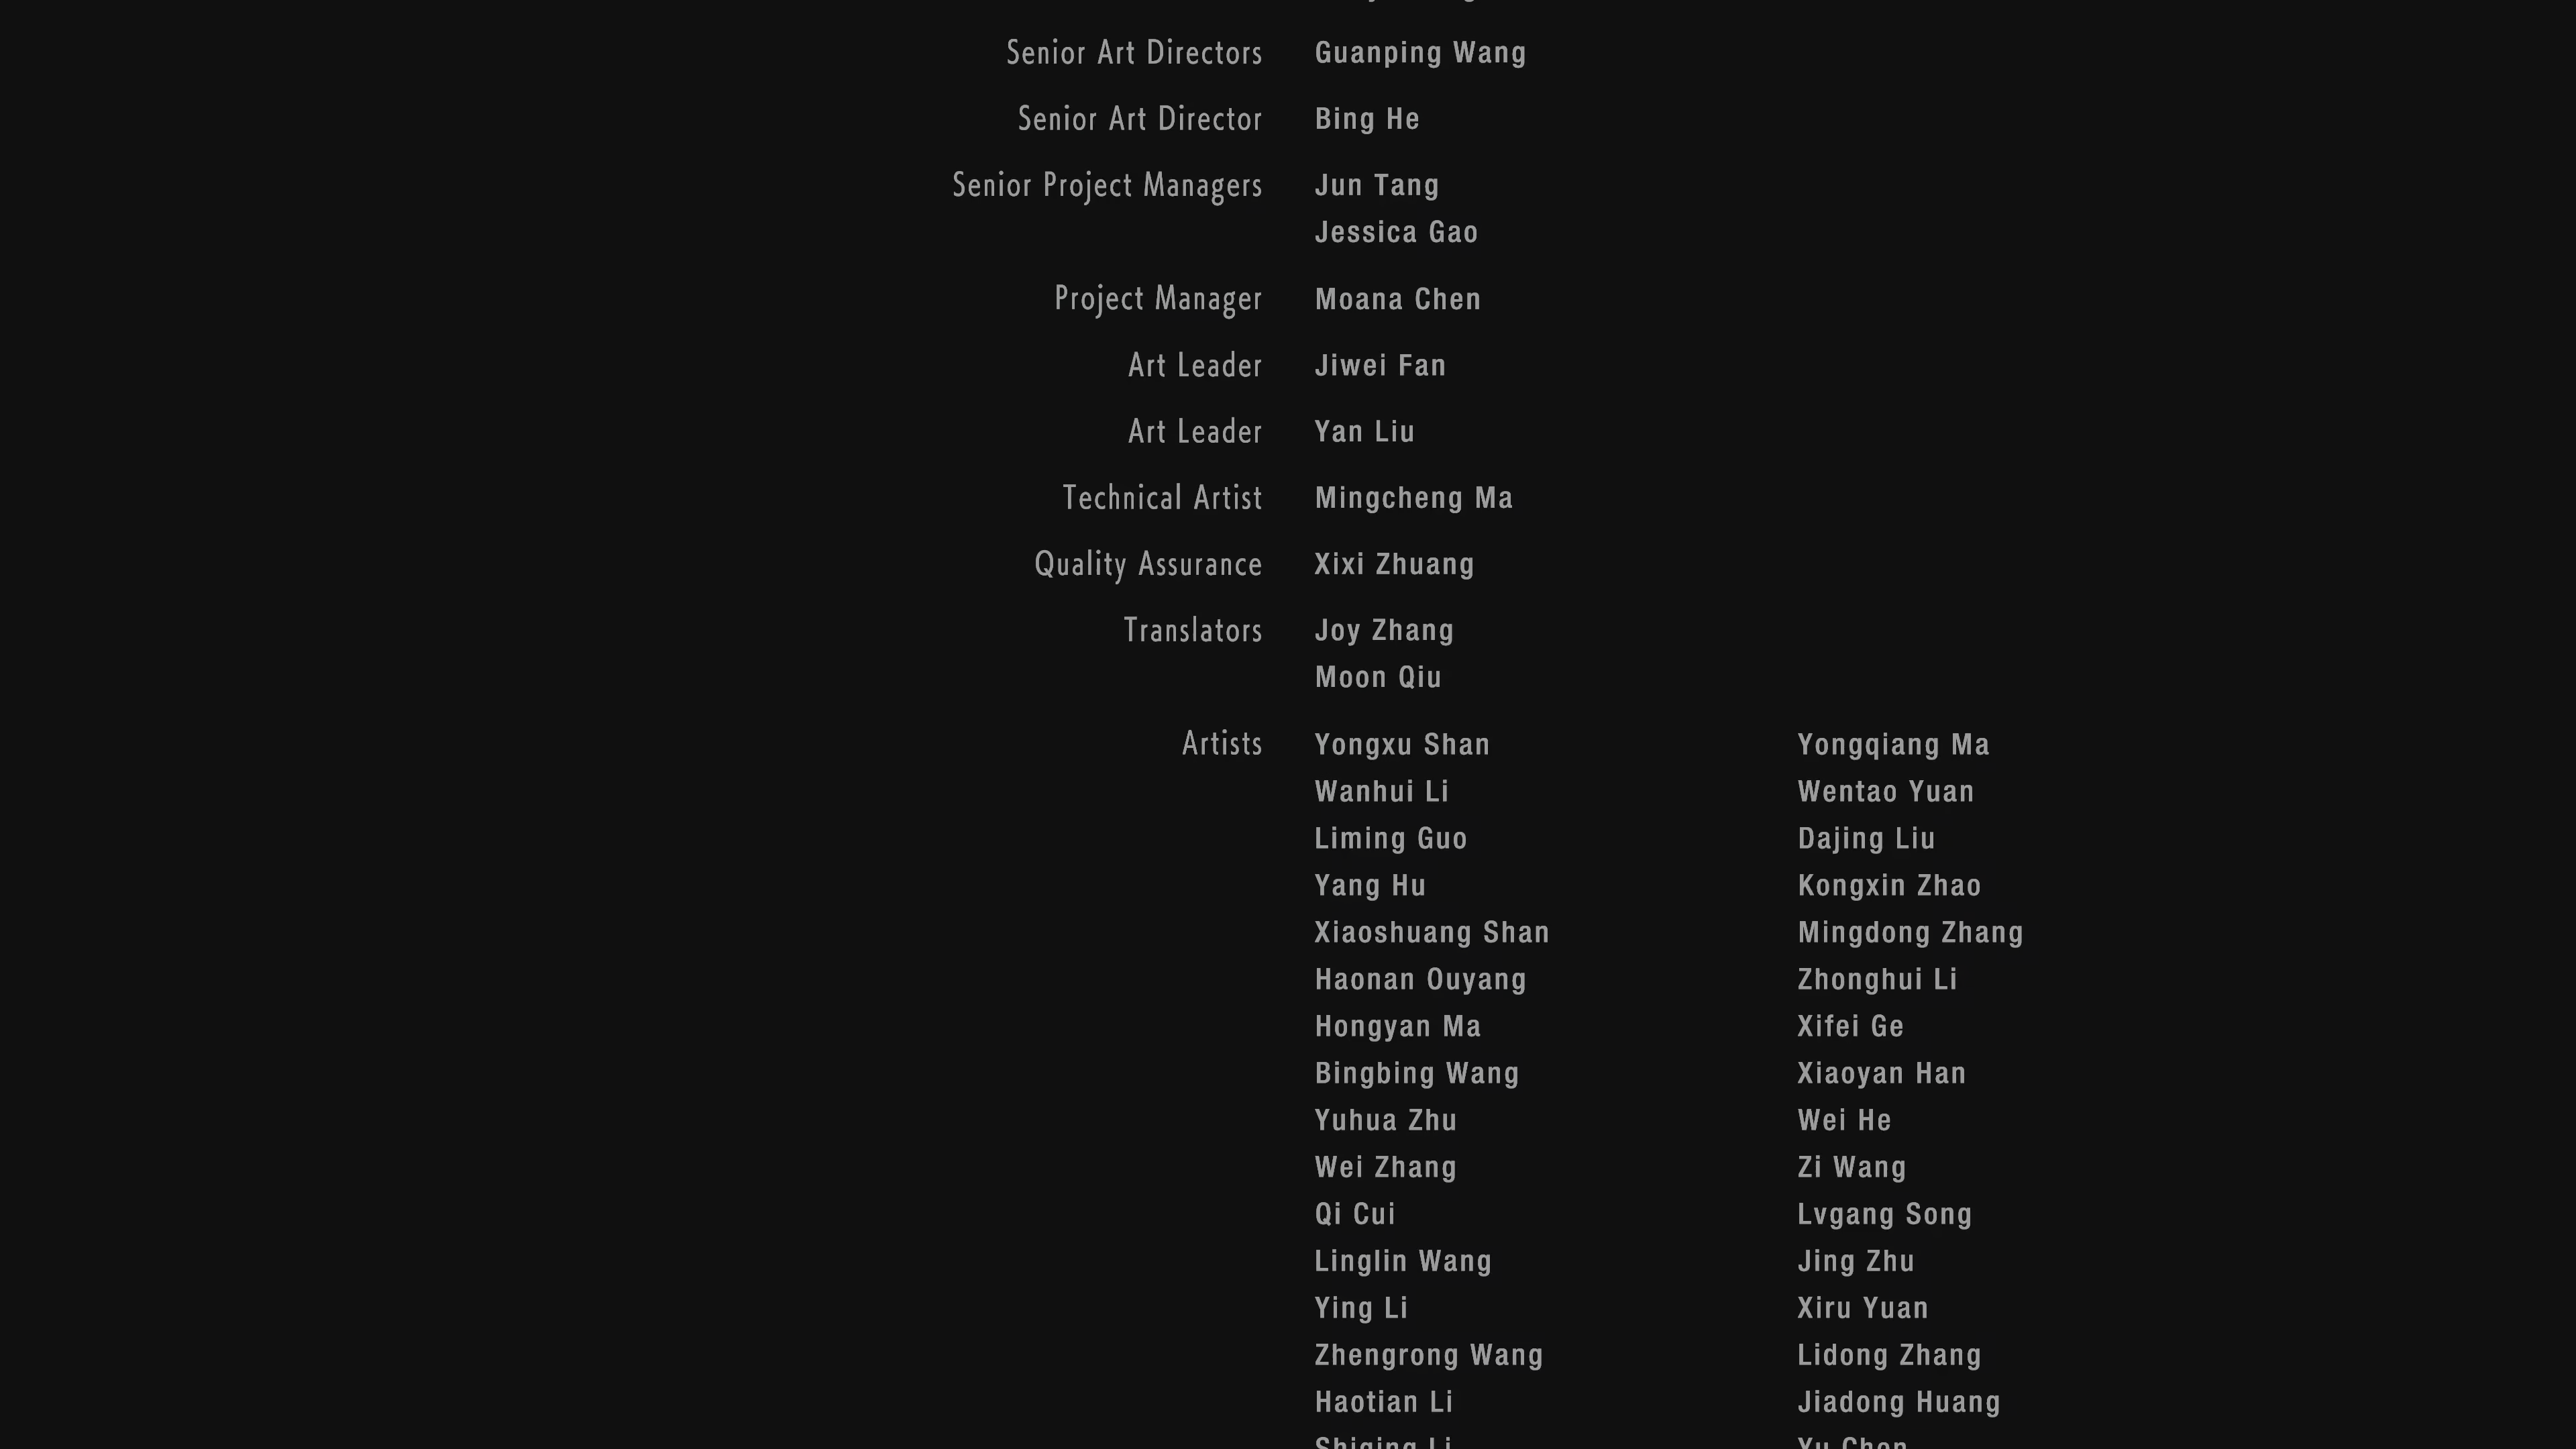 Senior Art Directors Guanping Wang
Senior Art Director Bing He
Senior Project Managers Jun Tang
Jessica Gao
Project Manager Moana Chen
Art Leader Jiwei Fan
Art Leader Yan Liu
Technical Artist Mingcheng Ma
Quality Assurance Xixi Zhuang
Translators Joy Zhang
Moon Qiu
Artists Yongxu Shan Yongqiang Ma
Wanhui Li Wentao Yuan
Liming Guo Dajing Liu
Yang Hu Kongxin Zhao
Xiaoshuang Shan Mingdong Zhang
Haonan Ouyang Zhonghui Li
Hongyan Ma Xifei Ge
Bingbing Wang Xiaoyan Han
Yuhua Zhu Wei He
Wei Zhang Zi Wang
Qi Cui Lvgang Song
Linglin Wang Jing Zhu
Ying Li Xiru Yuan
Zhengrong Wang Lidong Zhang
Haotian Li Jiadong Huang